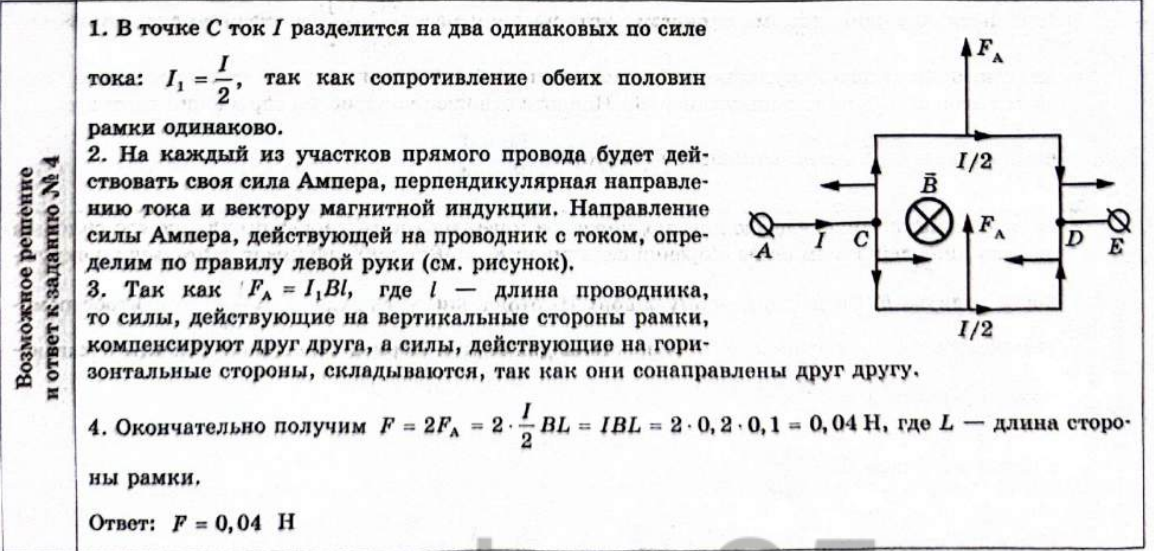 Возможное решение
и ответ к заданию № 4
1. В точке C ток I разделится на два одинаковых по силе
тока: I₁ = I/2, так как сопротивление обеих половин
рамки одинаково.
2. На каждый из участков прямого провода будет дей-
ствовать своя сила Ампера, перпендикулярная направле-
нию тока и вектору магнитной индукции. Направление
силы Ампера, действующей на проводник с током, опре-
делим по правилу левой руки (см. рисунок).
3. Так как F_A = I₁Bl, где l — длина проводника,
то силы, действующие на вертикальные стороны рамки,
компенсируют друг друга, а силы, действующие на гори-
зонтальные стороны, складываются, так как они сонаправлены друг другу.
4. Окончательно получим F = 2F_A = 2 · I/2 BL = IBL = 2 · 0,2 · 0,1 = 0,04 Н, где L — длина сторо-
ны рамки.
Ответ: F = 0,04 Н
F_A
I/2
B⃗
A I C
F_A
D E
I/2